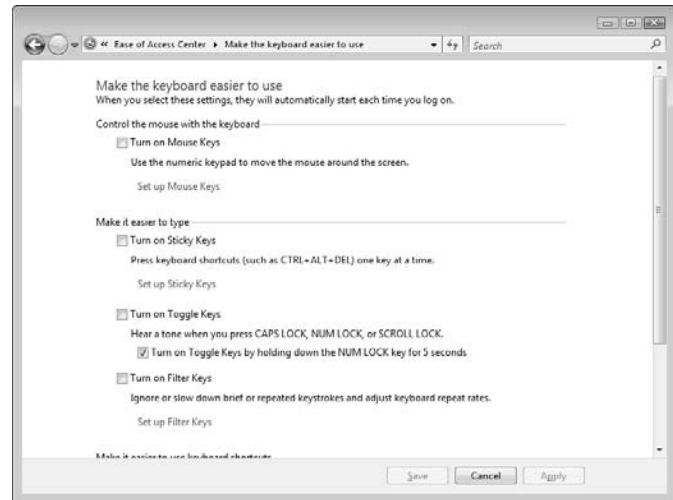 « Ease of Access Center ▸ Make the keyboard easier to use
Search
Make the keyboard easier to use
When you select these settings, they will automatically start each time you log on.
Control the mouse with the keyboard
Turn on Mouse Keys
Use the numeric keypad to move the mouse around the screen.
Set up Mouse Keys
Make it easier to type
Turn on Sticky Keys
Press keyboard shortcuts (such as CTRL+ALT+DEL) one key at a time.
Set up Sticky Keys
Turn on Toggle Keys
Hear a tone when you press CAPS LOCK, NUM LOCK, or SCROLL LOCK.
Turn on Toggle Keys by holding down the NUM LOCK key for 5 seconds
Turn on Filter Keys
Ignore or slow down brief or repeated keystrokes and adjust keyboard repeat rates.
Set up Filter Keys
Make it easier to use keyboard shortcuts
Save Cancel Apply